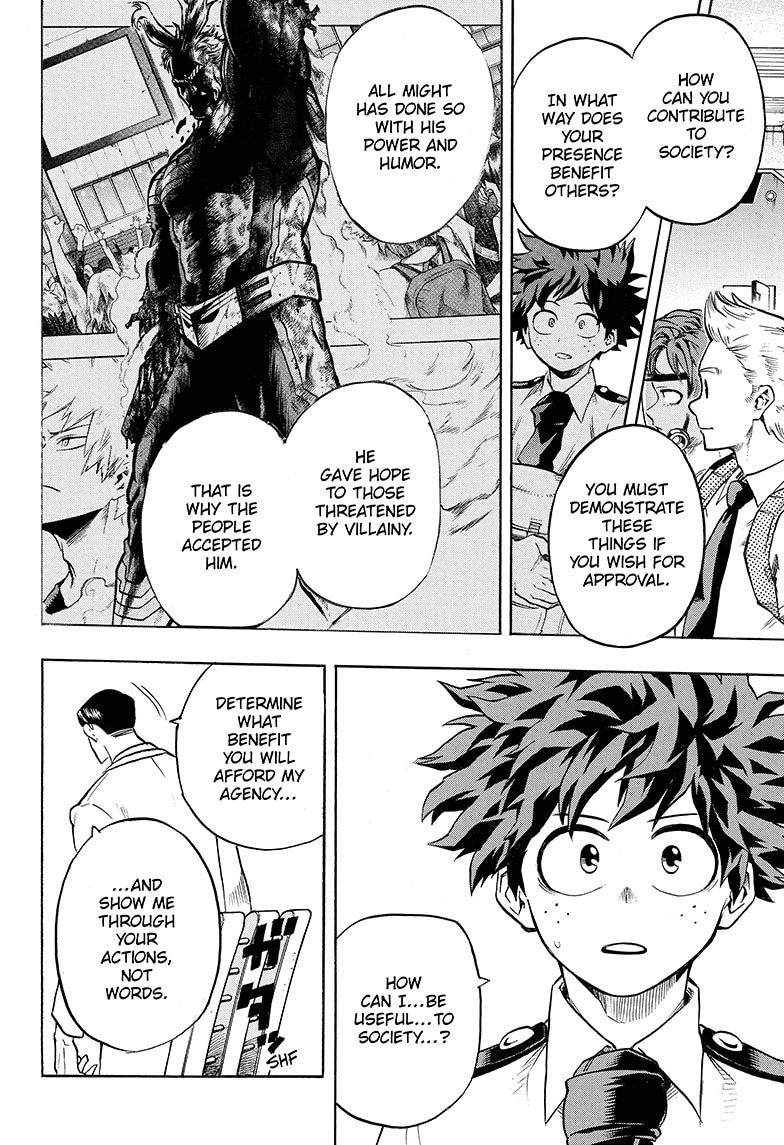 HOW
CAN YOU
CONTRIBUTE
TO
SOCIETY?
IN WHAT
WAY DOES
YOUR
PRESENCE
BENEFIT
OTHERS?
YOU MUST
DEMONSTRATE
THESE
THINGS IF
YOU WISH FOR
APPROVAL.
ALL MIGHT
HAS DONE SO
WITH HIS
POWER AND
HUMOR.
HE
GAVE HOPE
TO THOSE
THREATENED
BY VILLAINY.
THAT IS
WHY THE
PEOPLE
ACCEPTED
HIM.
HOW
CAN I...BE
USEFUL...TO
SOCIETY...?
DETERMINE
WHAT
BENEFIT
YOU WILL
AFFORD MY
AGENCY...
...AND
SHOW ME
THROUGH
YOUR
ACTIONS,
NOT
WORDS.
SHF